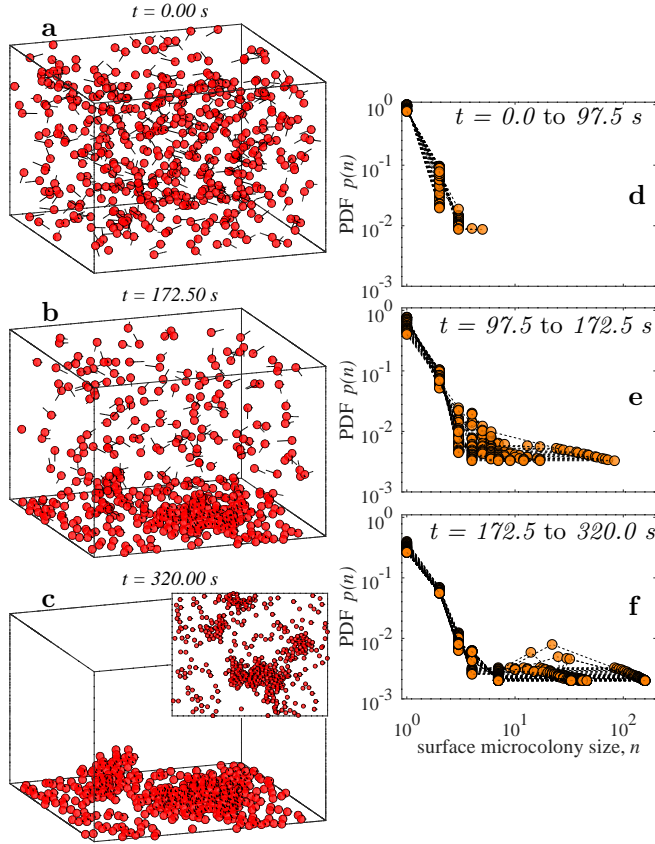 a
t = 0.00 s
b
t = 172.50 s
c
t = 320.00 s
t = 0.0 to 97.5 s
d
PDF p(n)
10^0
10^-1
10^-2
10^-3
t = 97.5 to 172.5 s
e
PDF p(n)
10^0
10^-1
10^-2
10^-3
t = 172.5 to 320.0 s
f
PDF p(n)
10^0
10^-1
10^-2
10^-3
10^0 10^1 10^2
surface microcolony size, n